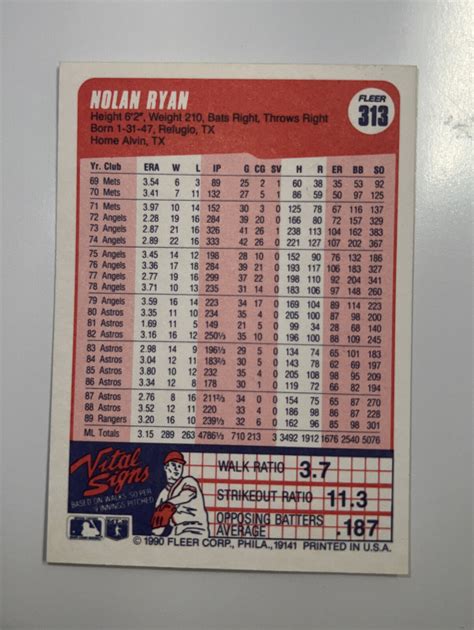 NOLAN RYAN
FLEER
313
Height 6'2", Weight 210, Bats Right, Throws Right
Born 1-31-47, Refugio, TX
Home Alvin, TX
Yr. Club ERA W L IP G CG SV H R ER BB SO
69 Mets 3.54 6 3 89 25 2 1 60 38 35 53 92
70 Mets 3.41 7 11 132 27 5 1 86 59 50 97 125
71 Mets 3.97 10 14 152 30 3 0 125 78 67 116 137
72 Angels 2.28 19 16 284 39 20 0 166 80 72 157 329
73 Angels 2.87 21 16 326 41 26 1 238 113 104 162 383
74 Angels 2.89 22 16 333 42 26 0 221 127 107 202 367
75 Angels 3.45 14 12 198 28 10 0 152 90 76 132 186
76 Angels 3.36 17 18 284 39 21 0 193 117 106 183 327
77 Angels 2.77 19 16 299 37 22 0 198 110 92 204 341
78 Angels 3.71 10 13 235 31 14 0 183 106 97 148 260
79 Angels 3.59 16 14 223 34 17 0 169 104 89 114 223
80 Astros 3.35 11 10 234 35 4 0 205 100 87 98 200
81 Astros 1.69 11 5 149 21 5 0 99 34 28 68 140
82 Astros 3.16 16 12 250⅓ 35 10 0 196 100 88 109 245
83 Astros 2.98 14 9 196⅓ 29 5 0 134 74 65 101 183
84 Astros 3.04 12 11 183⅔ 30 5 0 143 78 62 69 197
85 Astros 3.80 10 12 232 35 4 0 205 108 98 95 209
86 Astros 3.34 12 8 178 30 1 0 119 72 66 82 194
87 Astros 2.76 8 16 211⅔ 34 0 0 154 75 65 87 270
88 Astros 3.52 12 11 220 33 4 0 186 98 86 87 228
89 Rangers 3.20 16 10 239⅓ 32 6 0 162 96 85 98 301
ML Totals 3.15 289 263 4786⅓ 710 213 3 3492 1912 1676 2540 5076
Vital Signs
BASED ON WALKS, SO PER
9 INNINGS PITCHED
WALK RATIO 3.7
STRIKEOUT RATIO 11.3
OPPOSING BATTERS
AVERAGE .187
© 1990 FLEER CORP., PHILA., 19141 PRINTED IN U.S.A.